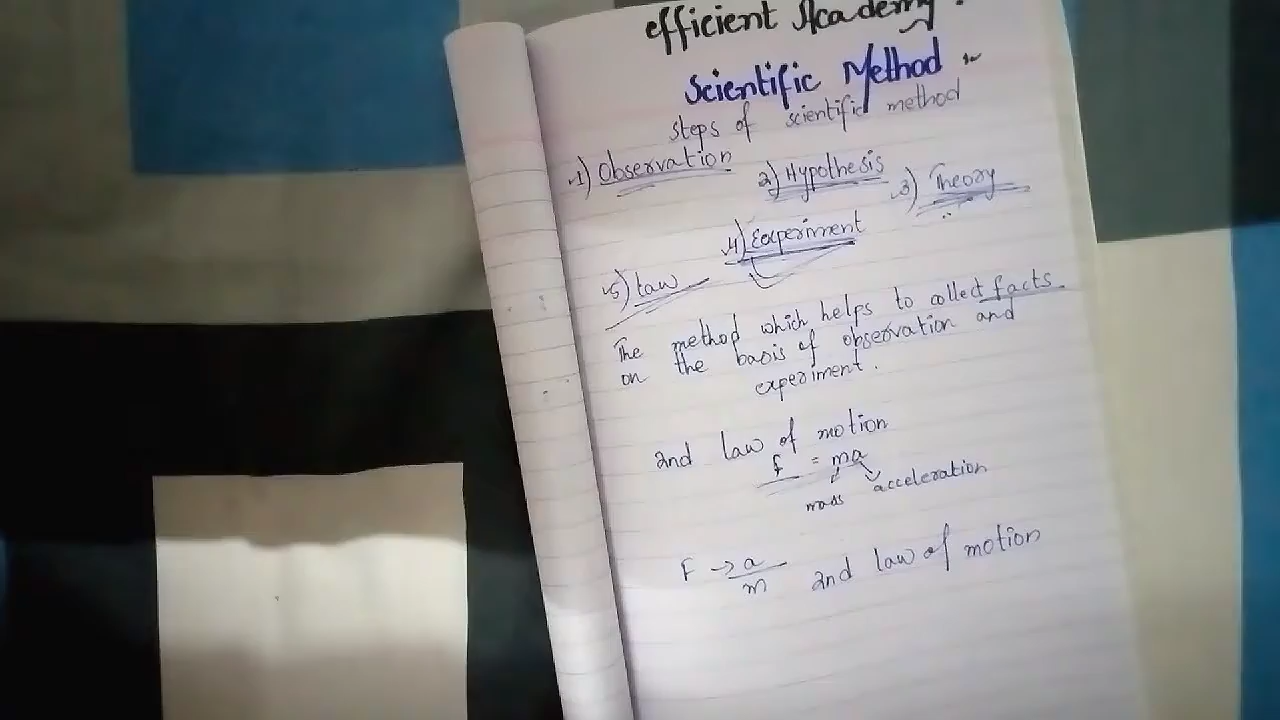 efficient Academy.
Scientific Method
steps of scientific method
1) Observation 2) Hypothesis 3) Theory
4) Experiment
5) law
The method which helps to collect facts
on the basis of observation and
experiment.
2nd law of motion
f = ma
mass acceleration
F → a/m 2nd law of motion